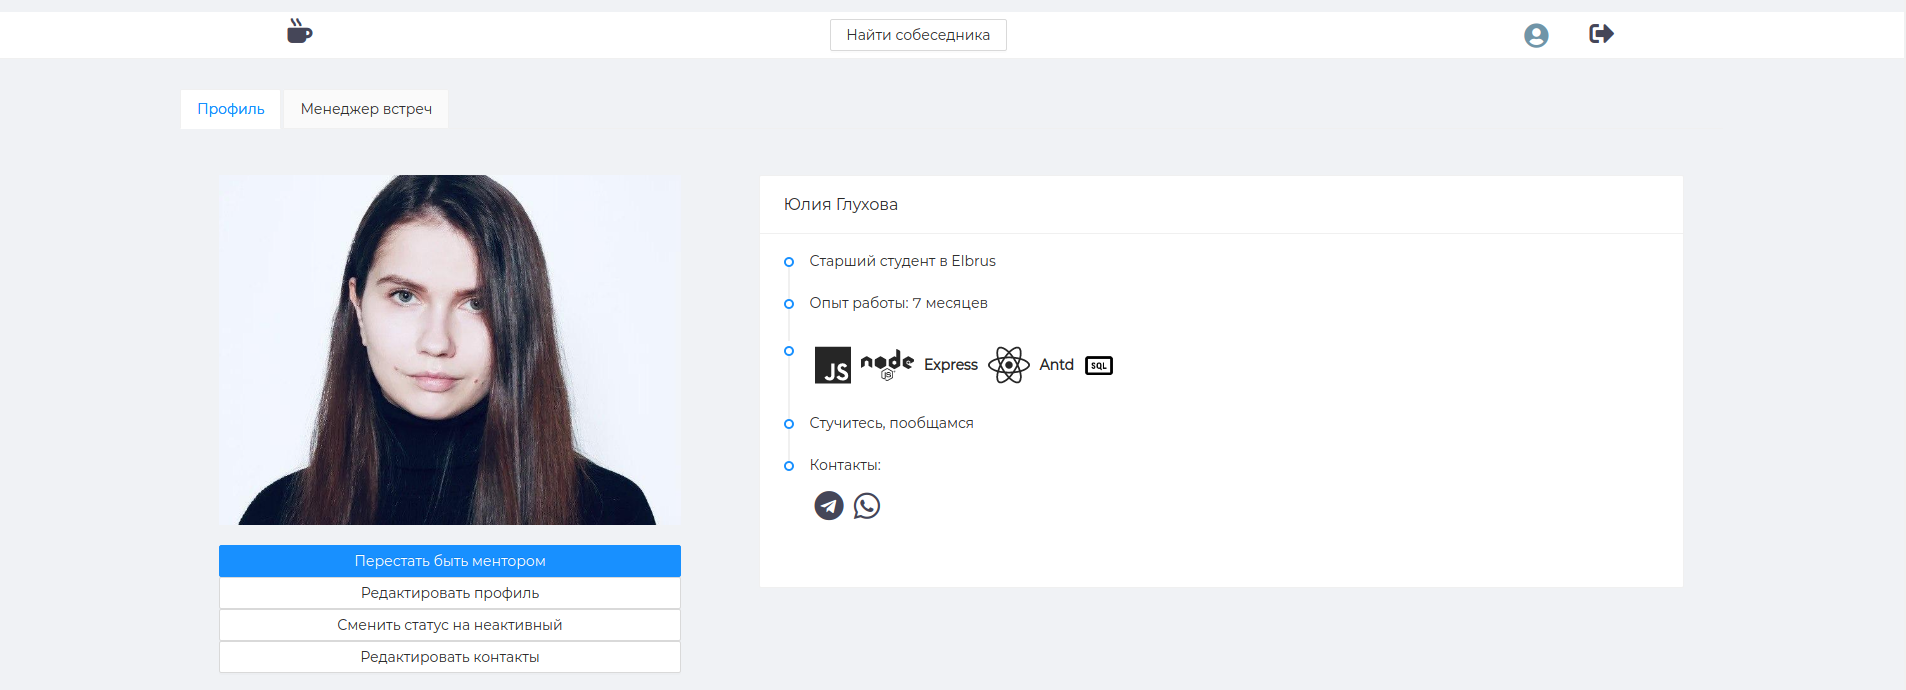 Найти собеседника
Профиль
Менеджер встреч
Юлия Глухова
Старший студент в Elbrus
Опыт работы: 7 месяцев
JS node JS Express Antd SQL
Стучитесь, пообщамся
Контакты:
Перестать быть ментором
Редактировать профиль
Сменить статус на неактивный
Редактировать контакты